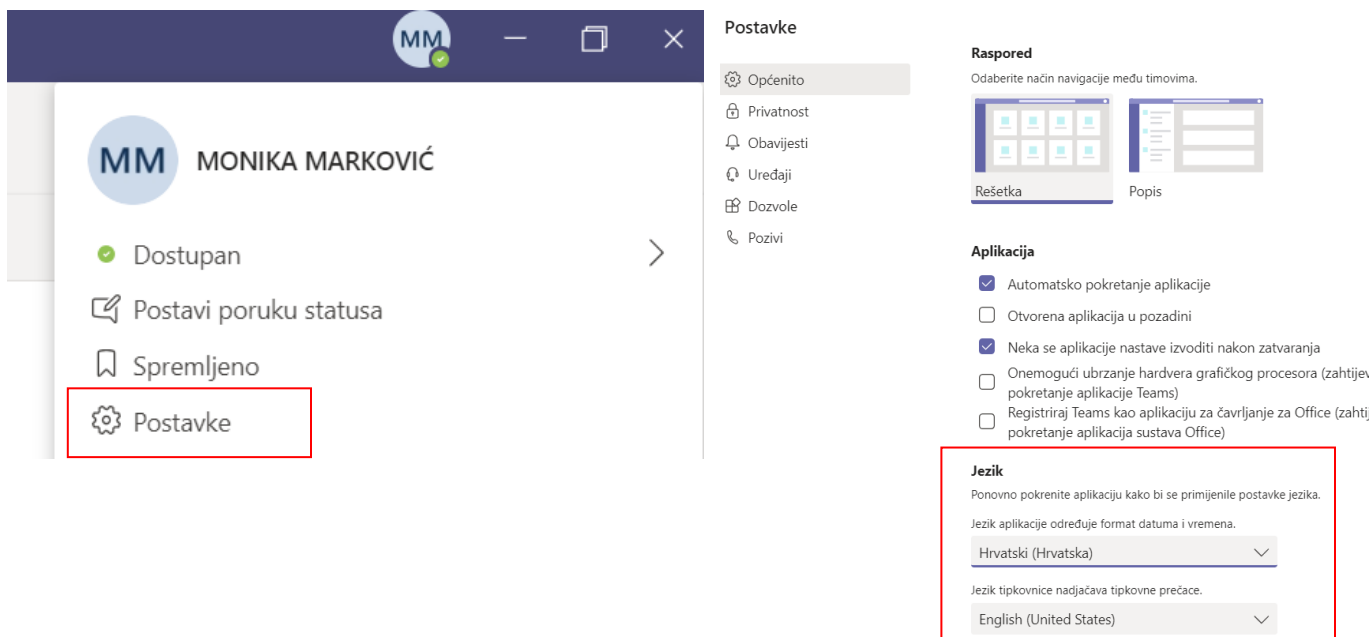 MM
MM
MONIKA MARKOVIĆ
Dostupan
Postavi poruku statusa
Spremljeno
Postavke
Postavke
Općenito
Privatnost
Obavijesti
Uređaji
Dozvole
Pozivi
Raspored
Odaberite način navigacije među timovima.
Rešetka
Popis
Aplikacija
Automatsko pokretanje aplikacije
Otvorena aplikacija u pozadini
Neka se aplikacije nastave izvoditi nakon zatvaranja
Onemogući ubrzanje hardvera grafičkog procesora (zahtijev
pokretanje aplikacije Teams)
Registriraj Teams kao aplikaciju za čavrljanje za Office (zahtij
pokretanje aplikacija sustava Office)
Jezik
Ponovno pokrenite aplikaciju kako bi se primijenile postavke jezika.
Jezik aplikacije određuje format datuma i vremena.
Hrvatski (Hrvatska)
Jezik tipkovnice nadjačava tipkovne prečace.
English (United States)